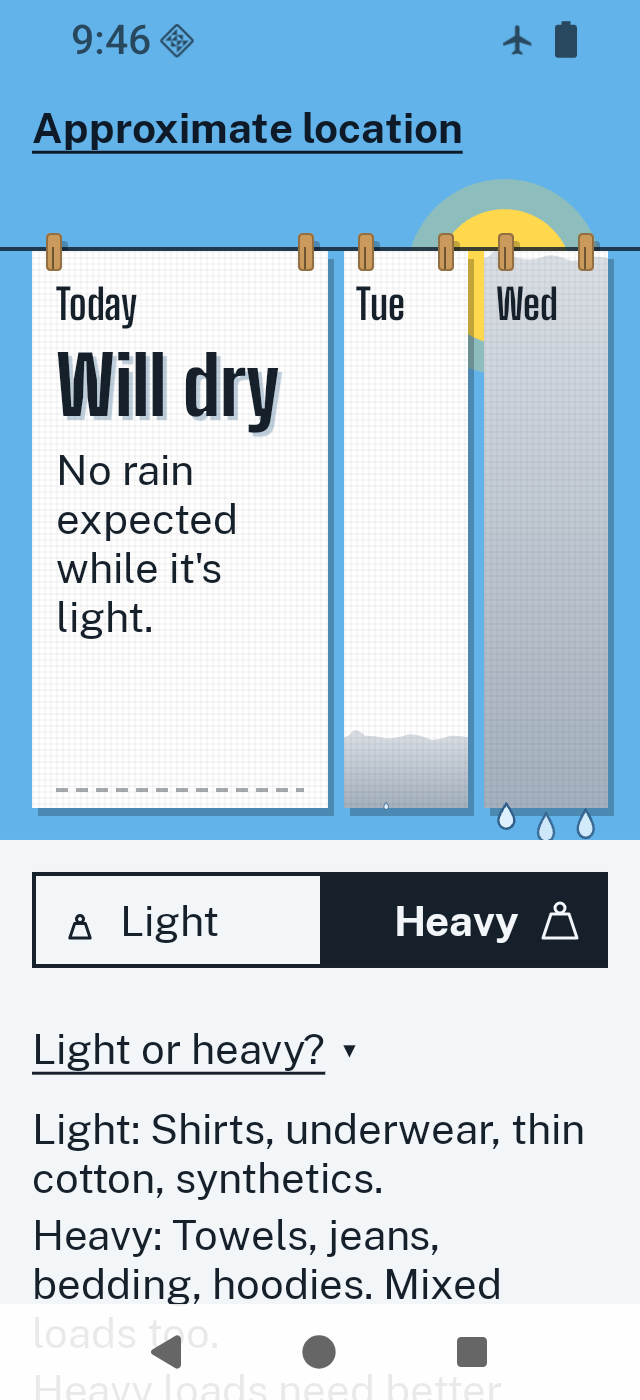 9:46
Approximate location
Today
Will dry
No rain
expected
while it's
light.
Tue
Wed
Light
Heavy
Light or heavy? ▼
Light: Shirts, underwear, thin
cotton, synthetics.
Heavy: Towels, jeans,
bedding, hoodies. Mixed
loads too.
Heavy loads need better